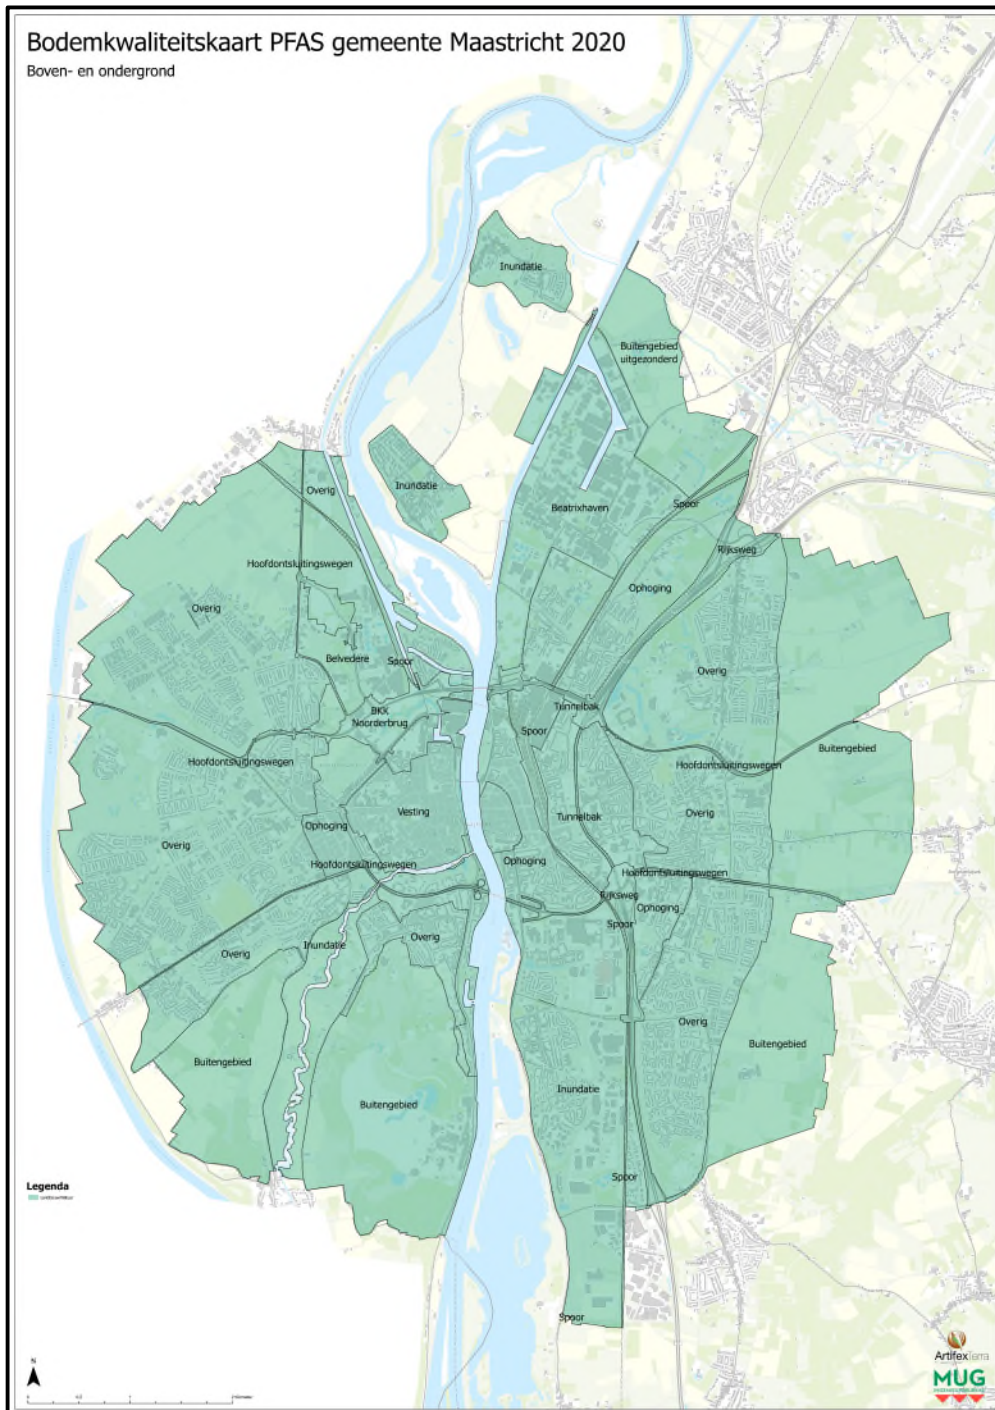 Bodemkwaliteitskaart PFAS gemeente Maastricht 2020
Boven- en ondergrond
Inundatie
Buitengebied
uitgezonderd
Inundatie
Overig
Beatrixhaven
Spoor
Rijksweg
Hoofdontsluitingswegen
Ophoging
Overig
Belvedere
Spoor
Overig
BKK
Noorderbrug
Tunnelbak
Spoor
Buitengebied
Hoofdontsluitingswegen
Hoofdontsluitingswegen
Vesting
Overig
Tunnelbak
Ophoging
Overig
Hoofdontsluitingswegen
Ophoging
Hoofdontsluitingswegen
Rijksweg
Ophoging
Spoor
Overig
Inundatie
Overig
Overig
Buitengebied
Buitengebied
Inundatie
Buitengebied
Spoor
Legenda
Spoor
N
ArtifexTerra
MUG